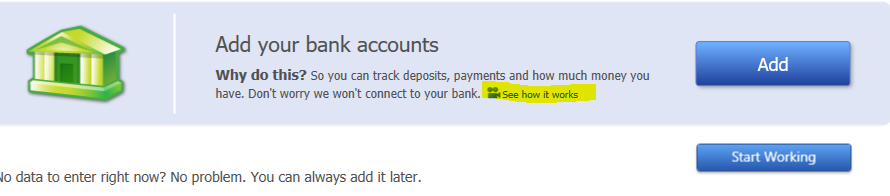 Add your bank accounts
Why do this? So you can track deposits, payments and how much money you
have. Don't worry we won't connect to your bank. See how it works
Add
Start Working
No data to enter right now? No problem. You can always add it later.